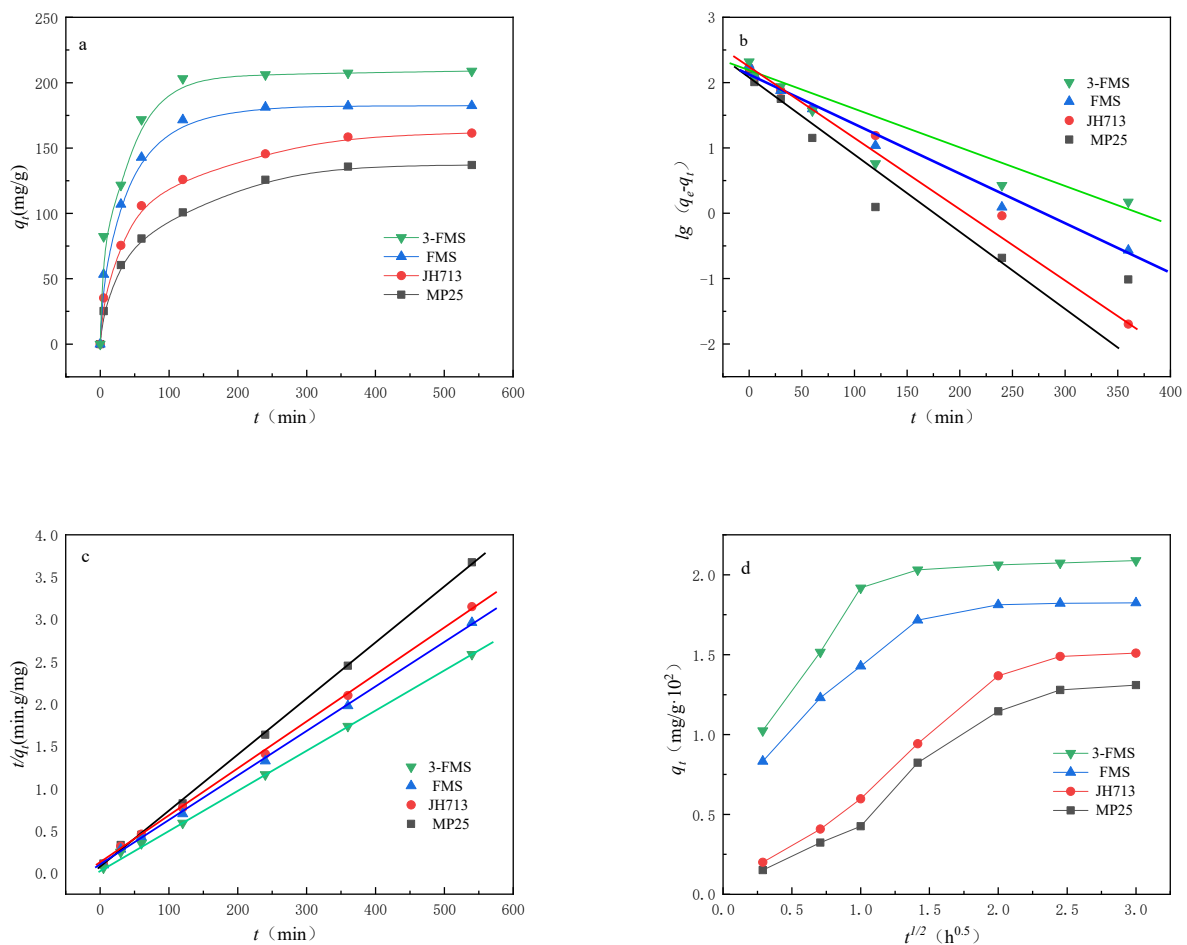 a
250
200
150
100
50
0
qt(mg/g)
3-FMS
FMS
JH713
MP25
0 100 200 300 400 500 600
t（min）
b
3
2
1
0
-1
-2
lg（qe-qt）
3-FMS
FMS
JH713
MP25
0 50 100 150 200 250 300 350 400
t（min）
c
4.0
3.5
3.0
2.5
2.0
1.5
1.0
0.5
0.0
t/qt(min.g/mg)
3-FMS
FMS
JH713
MP25
0 100 200 300 400 500 600
t（min）
d
2.0
1.5
1.0
0.5
0.0
qt（mg/g·10²）
3-FMS
FMS
JH713
MP25
0.0 0.5 1.0 1.5 2.0 2.5 3.0
t^1/2（h^0.5）